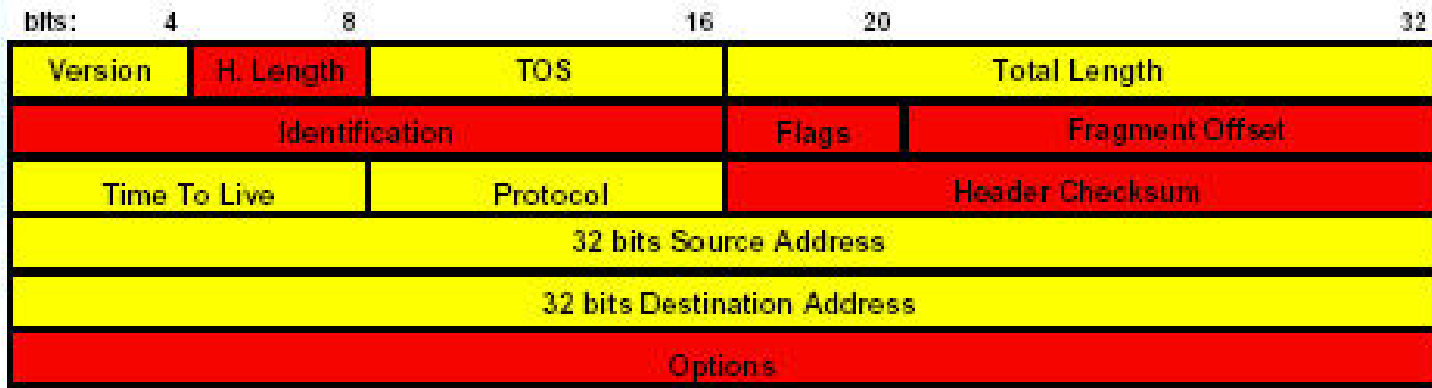 bits: 4 8 16 20 32
Version H. Length TOS Total Length
Identification Flags Fragment Offset
Time To Live Protocol Header Checksum
32 bits Source Address
32 bits Destination Address
Options